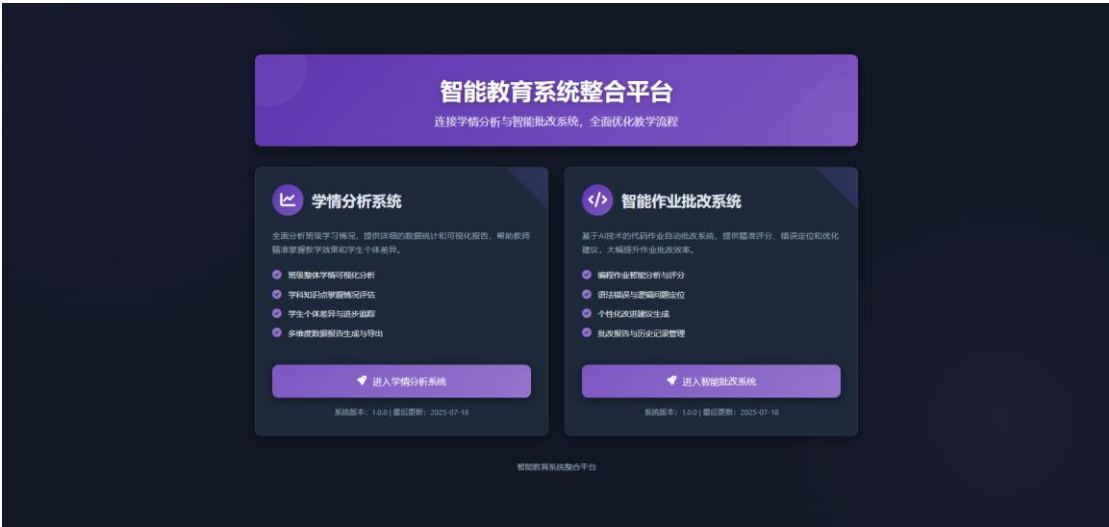 智能教育系统整合平台
连接学情分析与智能批改系统，全面优化教学流程
学情分析系统
全面分析班级学习情况，提供详细的数据统计和可视化报告，帮助教师
精准掌握教学效果和学生个体差异。
班级整体学情可视化分析
学科知识点掌握情况评估
学生个体差异与进步追踪
多维度数据报告生成与导出
进入学情分析系统
系统版本：1.0.0 | 最后更新：2025-07-18
智能作业批改系统
基于AI技术的代码作业自动批改系统，提供精准评分、错误定位和优化
建议，大幅提升作业批改效率。
编程作业智能分析与评分
语法错误与逻辑问题定位
个性化改进建议生成
批改报告与历史记录管理
进入智能批改系统
系统版本：1.0.0 | 最后更新：2025-07-18
智能教育系统整合平台